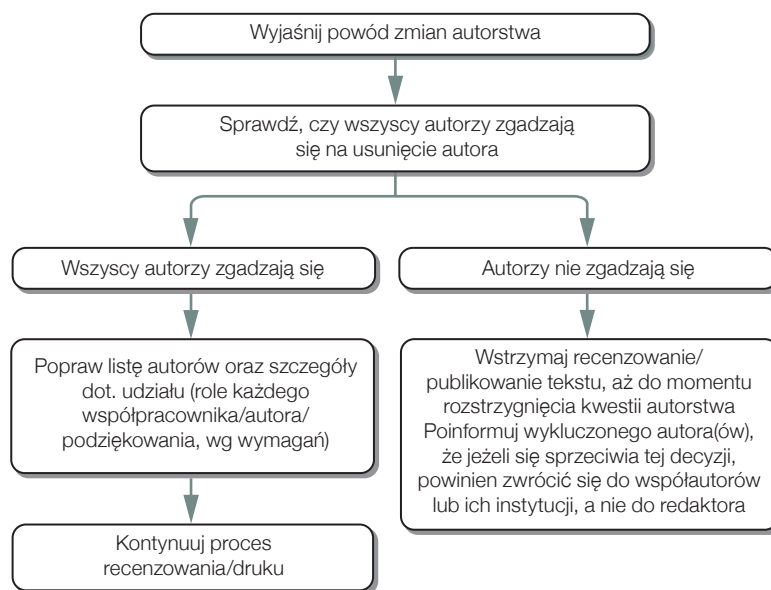 Wyjaśnij powód zmian autorstwa
Sprawdź, czy wszyscy autorzy zgadzają
się na usunięcie autora
Wszyscy autorzy zgadzają się
Autorzy nie zgadzają się
Popraw listę autorów oraz szczegóły
dot. udziału (role każdego
współpracownika/autora/
podziękowania, wg wymagań)
Wstrzymaj recenzowanie/
publikowanie tekstu, aż do momentu
rozstrzygnięcia kwestii autorstwa
Poinformuj wykluczonego autora(ów),
że jeżeli się sprzeciwia tej decyzji,
powinien zwrócić się do współautorów
lub ich instytucji, a nie do redaktora
Kontynuuj proces
recenzowania/druku